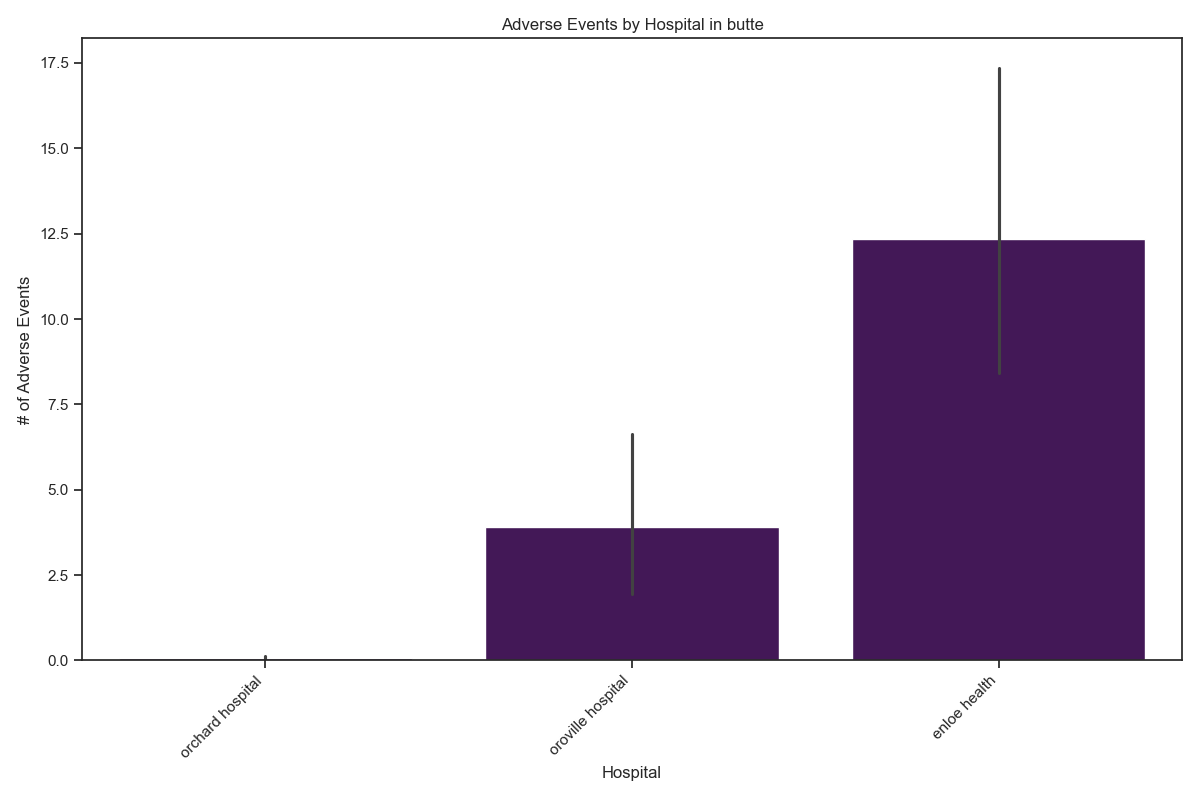 Adverse Events by Hospital in butte
17.5
15.0
12.5
10.0
7.5
5.0
2.5
0.0
# of Adverse Events
orchard hospital
oroville hospital
enloe health
Hospital